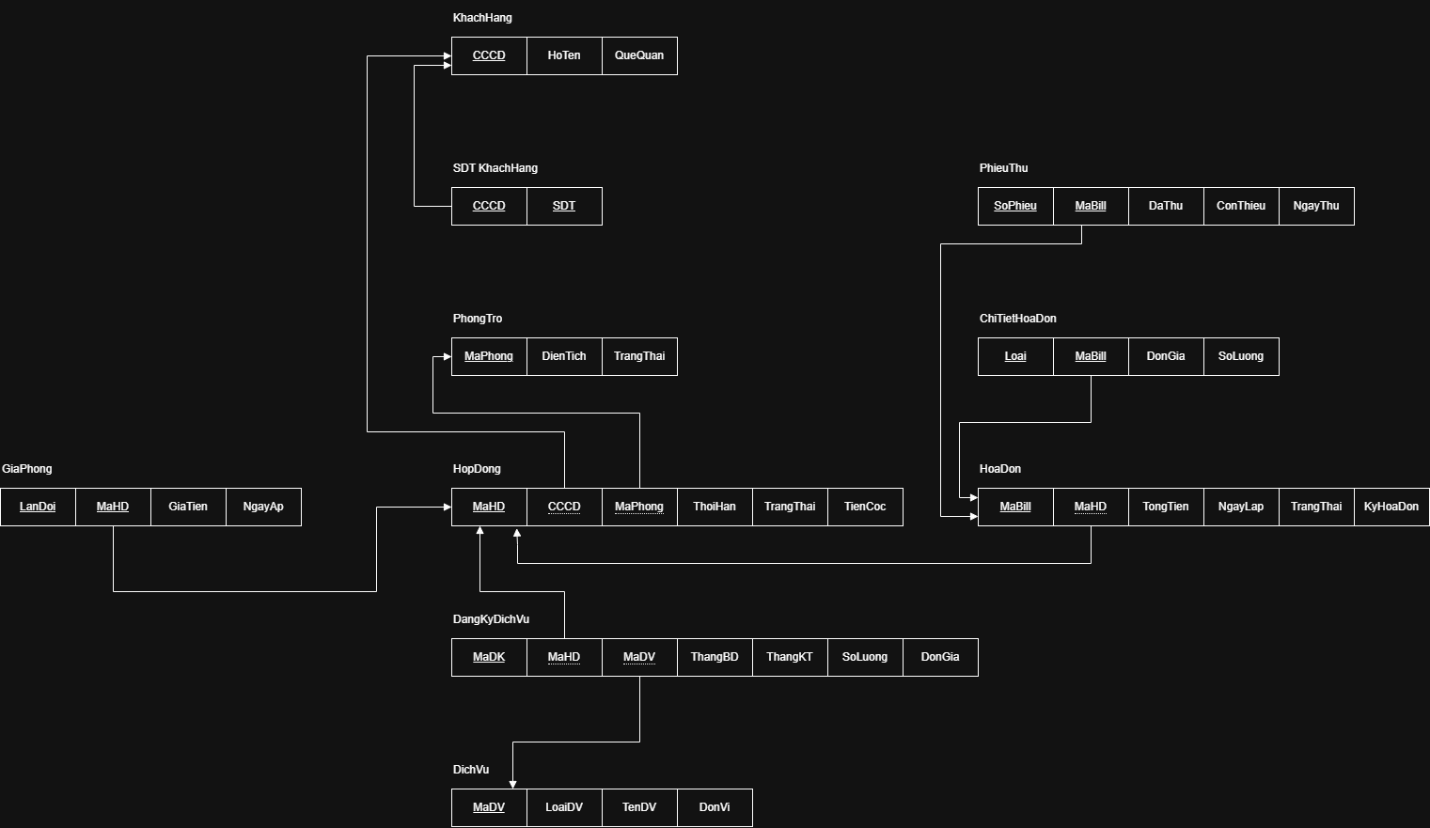 KhachHang
CCCD HoTen QueQuan
SDT KhachHang
CCCD SDT
PhieuThu
SoPhieu MaBill DaThu ConThieu NgayThu
PhongTro
MaPhong DienTich TrangThai
ChiTietHoaDon
Loai MaBill DonGia SoLuong
GiaPhong
LanDoi MaHD GiaTien NgayAp
HopDong
MaHD CCCD MaPhong ThoiHan TrangThai TienCoc
HoaDon
MaBill MaHD TongTien NgayLap TrangThai KyHoaDon
DangKyDichVu
MaDK MaHD MaDV ThangBD ThangKT SoLuong DonGia
DichVu
MaDV LoaiDV TenDV DonVi